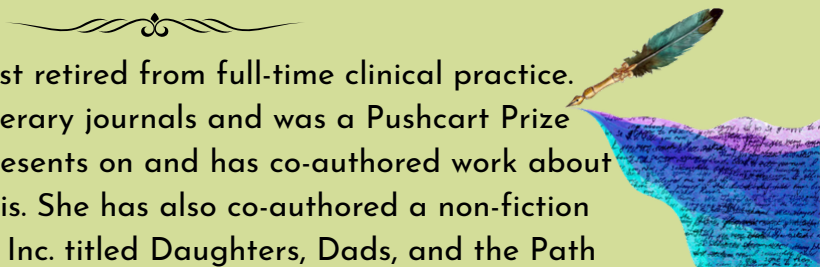 st retired from full-time clinical practice.
erary journals and was a Pushcart Prize
esents on and has co-authored work about
is. She has also co-authored a non-fiction
Inc. titled Daughters, Dads, and the Path